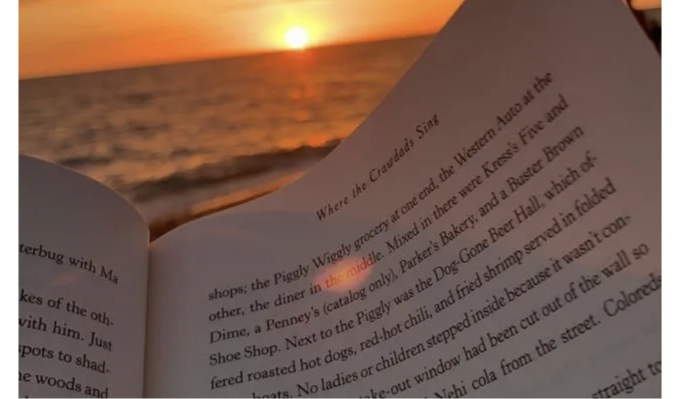 terbug with Ma
kes of the oth-
with him. Just
spots to shad-
e woods and
Where the Crawdads Sing
shops; the Piggly Wiggly grocery at one end, the Western Auto at the
other, the diner in the middle. Mixed in there were Kress's Five and
Dime, a Penney's (catalog only), Parker's Bakery, and a Buster Brown
Shoe Shop. Next to the Piggly was the Dog-Gone Beer Hall, which of-
fered roasted hot dogs, red-hot chili, and fried shrimp served in folded
boats. No ladies or children stepped inside because it wasn't con-
ake-out window had been cut out of the wall so
Nehi cola from the street. Coloreds
straight to